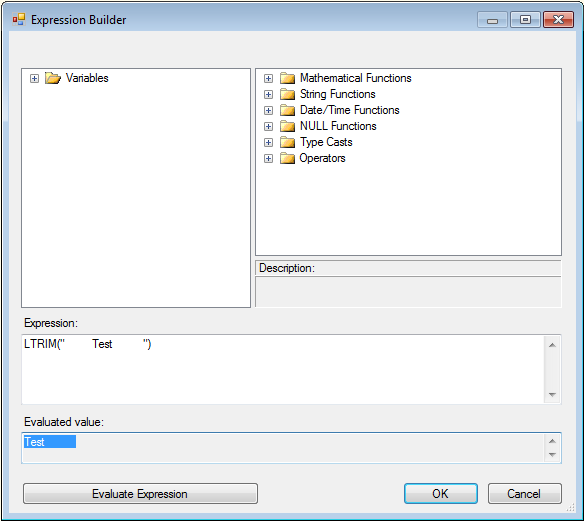 Expression Builder
Variables
Mathematical Functions
String Functions
Date/Time Functions
NULL Functions
Type Casts
Operators
Description:
Expression:
LTRIM("         Test          ")
Evaluated value:
Test
Evaluate Expression
OK
Cancel